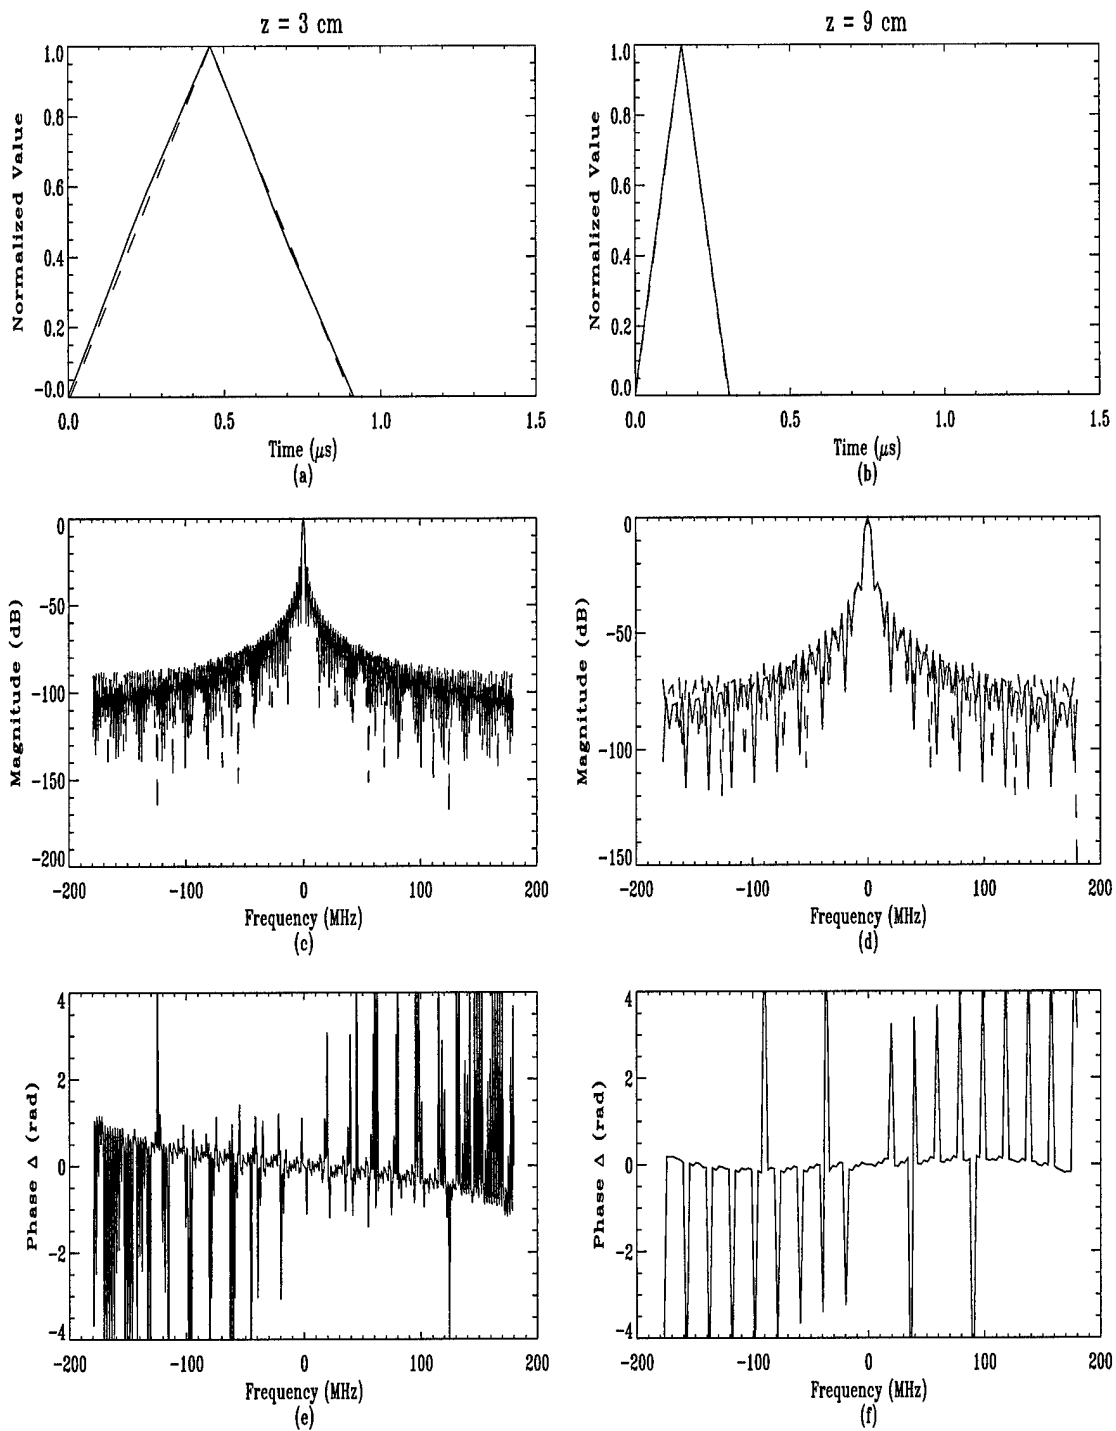 z = 3 cm
Normalized Value
1.0
0.8
0.6
0.4
0.2
-0.0
0.0 0.5 1.0 1.5
Time (μs)
(a)
z = 9 cm
Normalized Value
1.0
0.8
0.6
0.4
0.2
0.0
0.0 0.5 1.0 1.5
Time (μs)
(b)
Magnitude (dB)
0
-50
-100
-150
-200
-200 -100 0 100 200
Frequency (MHz)
(c)
Magnitude (dB)
0
-50
-100
-150
-200 -100 0 100 200
Frequency (MHz)
(d)
Phase Δ (rad)
4
2
0
-2
-4
-200 -100 0 100 200
Frequency (MHz)
(e)
Phase Δ (rad)
4
2
0
-2
-4
-200 -100 0 100 200
Frequency (MHz)
(f)